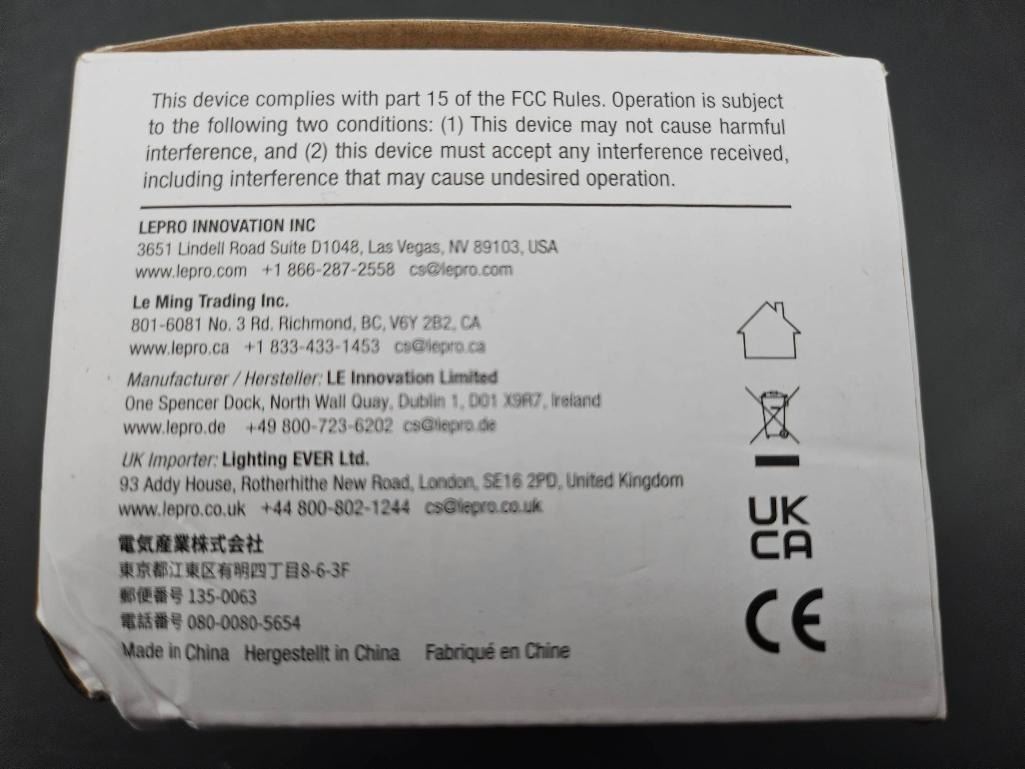 This device complies with part 15 of the FCC Rules. Operation is subject
to the following two conditions: (1) This device may not cause harmful
interference, and (2) this device must accept any interference received,
including interference that may cause undesired operation.
LEPRO INNOVATION INC
3651 Lindell Road Suite D1048, Las Vegas, NV 89103, USA
www.lepro.com +1 866-287-2558 cs@lepro.com
Le Ming Trading Inc.
801-6081 No. 3 Rd. Richmond, BC, V6Y 2B2, CA
www.lepro.ca +1 833-433-1453 cs@lepro.ca
Manufacturer / Hersteller: LE Innovation Limited
One Spencer Dock, North Wall Quay, Dublin 1, D01 X9R7, Ireland
www.lepro.de +49 800-723-6202 cs@lepro.de
UK Importer: Lighting EVER Ltd.
93 Addy House, Rotherhithe New Road, London, SE16 2PD, United Kingdom
www.lepro.co.uk +44 800-802-1244 cs@lepro.co.uk
電気産業株式会社
東京都江東区有明四丁目8-6-3F
郵便番号 135-0063
電話番号 080-0080-5654
Made in China Hergestellt in China Fabriqué en Chine
UK
CA
CE